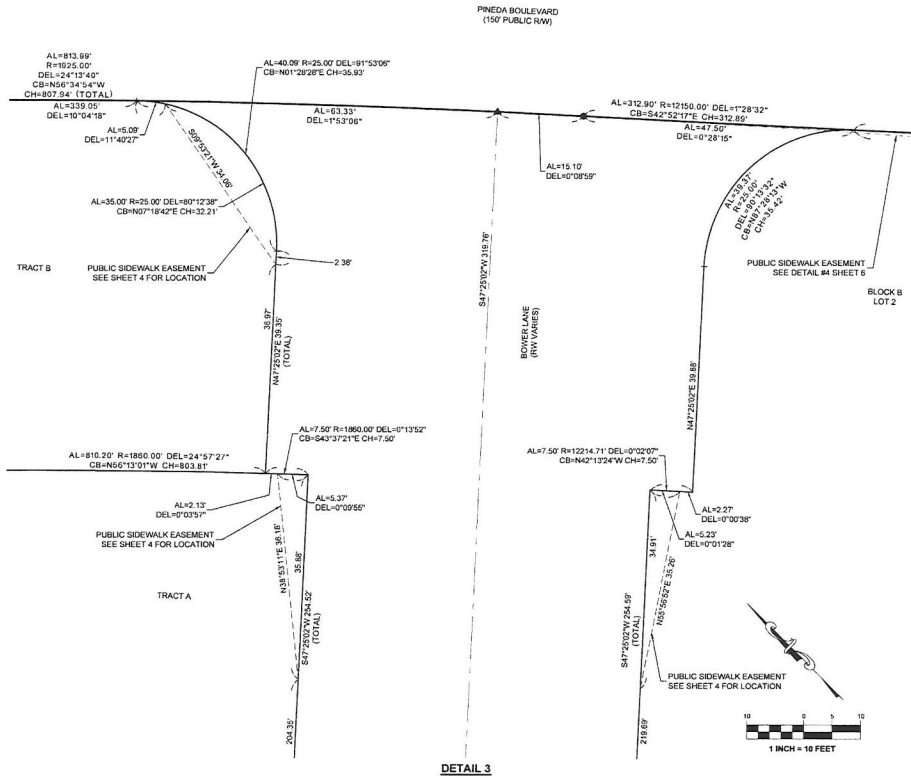 PINEDA BOULEVARD
(150' PUBLIC R/W)
AL=813.99'
R=1925.00'
DEL=24°13'40"
CB=N56°34'54"W
CH=807.94' (TOTAL)
AL=339.05'
DEL=10°04'18"
AL=40.09' R=25.00' DEL=91°53'06"
CB=N01°28'28"E CH=35.93'
AL=5.09'
DEL=11°40'27"
S09°53'21"W 34.06'
AL=63.33'
DEL=1°53'06"
AL=312.90' R=12150.00' DEL=1°28'32"
CB=S42°52'17"E CH=312.89'
AL=47.50'
DEL=0°28'15"
AL=15.10'
DEL=0°08'59"
AL=35.00' R=25.00' DEL=80°12'38"
CB=N07°18'42"E CH=32.21'
AL=39.37'
R=25.00'
DEL=90°13'32"
CB=N87°28'13"W
CH=35.42'
TRACT B
PUBLIC SIDEWALK EASEMENT
SEE SHEET 4 FOR LOCATION
2.38'
S47°25'02"W 319.76'
BOWER LANE
(RW VARIES)
PUBLIC SIDEWALK EASEMENT
SEE DETAIL #4 SHEET 6
BLOCK B
LOT 2
36.97'
N47°25'02"E 39.35'
(TOTAL)
N47°25'02"E 39.88'
AL=810.20' R=1860.00' DEL=24°57'27"
CB=N56°13'01"W CH=803.81'
AL=7.50' R=1860.00' DEL=0°13'52"
CB=S43°37'21"E CH=7.50'
AL=7.50' R=12214.71' DEL=0°02'07"
CB=N42°13'24"W CH=7.50'
AL=2.13'
DEL=0°03'57"
AL=5.37'
DEL=0°09'55"
AL=2.27'
DEL=0°00'38"
AL=5.23'
DEL=0°01'28"
PUBLIC SIDEWALK EASEMENT
SEE SHEET 4 FOR LOCATION
N38°53'11"E 36.18'
35.88'
34.91'
N55°56'52"E 35.26'
TRACT A
S47°25'02"W 254.52'
(TOTAL)
S47°25'02"W 254.59'
(TOTAL)
PUBLIC SIDEWALK EASEMENT
SEE SHEET 4 FOR LOCATION
204.35'
219.69'
10 0 5 10
1 INCH = 10 FEET
DETAIL 3